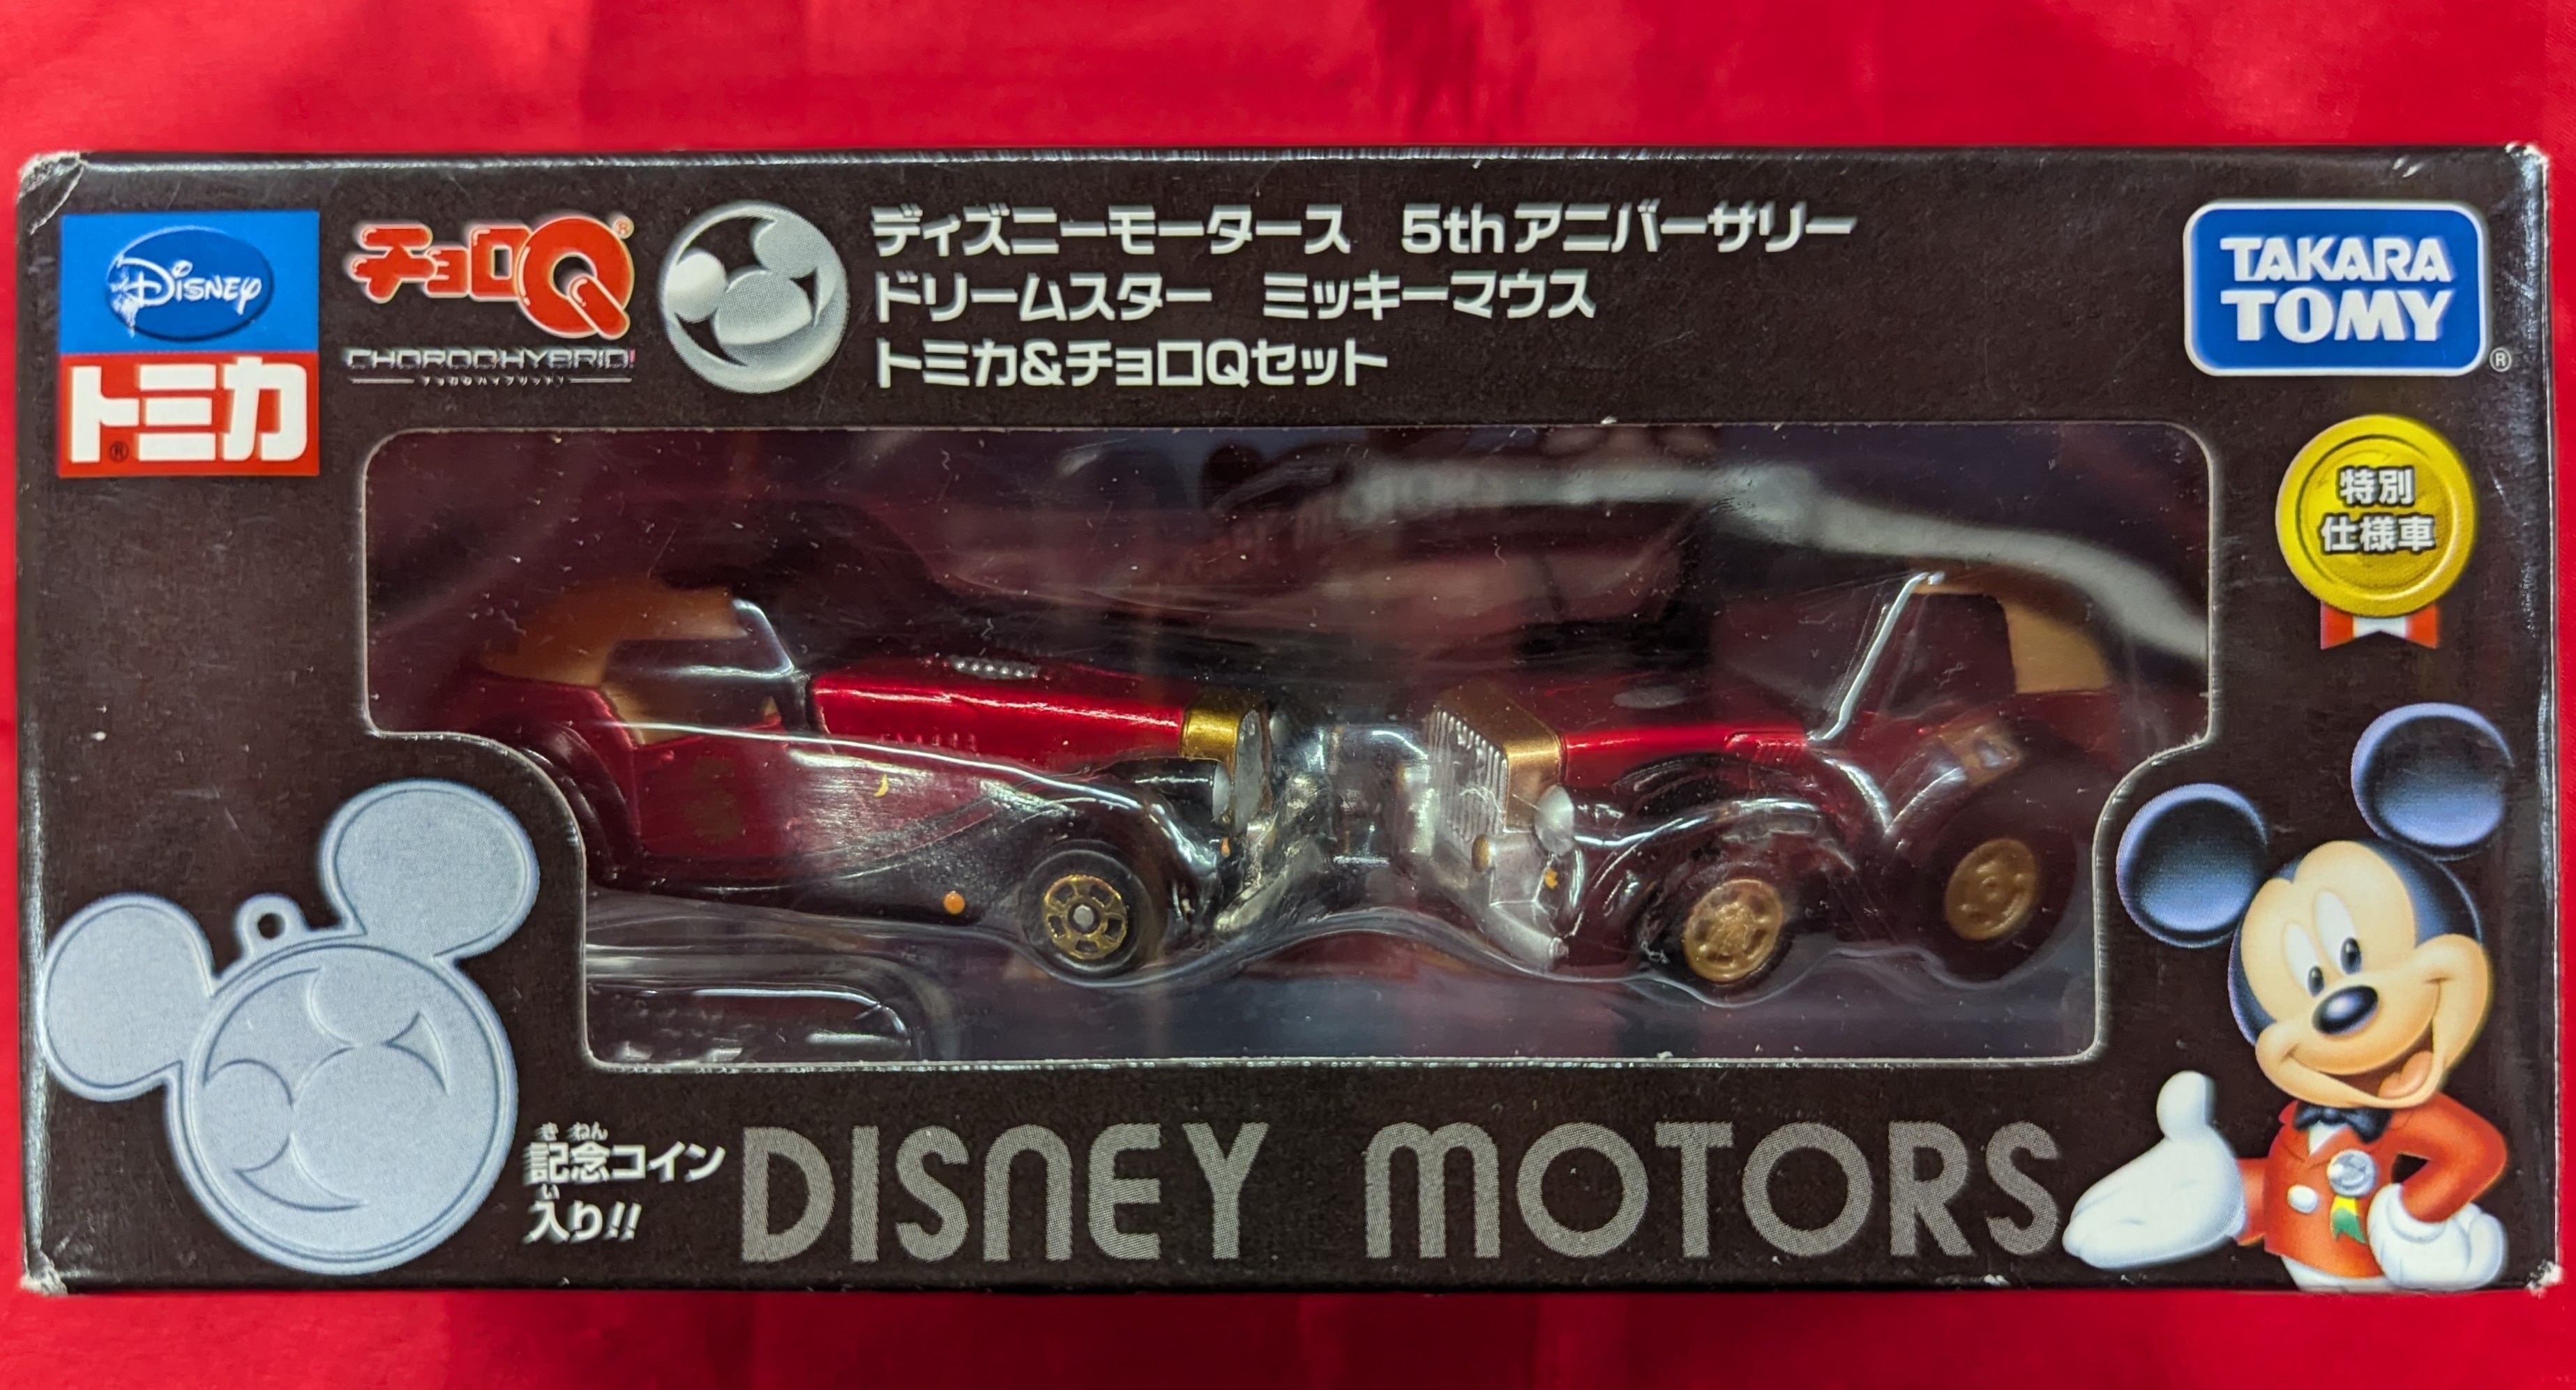 DISNEY
トミカ®
チョロQ®
CHOROQHYBRID!
チョロQハイブリッド!
ディズニーモータース 5thアニバーサリー
ドリームスター ミッキーマウス
トミカ&チョロQセット
TAKARA
TOMY®
特別
仕様車
きねん
記念コイン
い
入り!!
DISNEY MOTORS